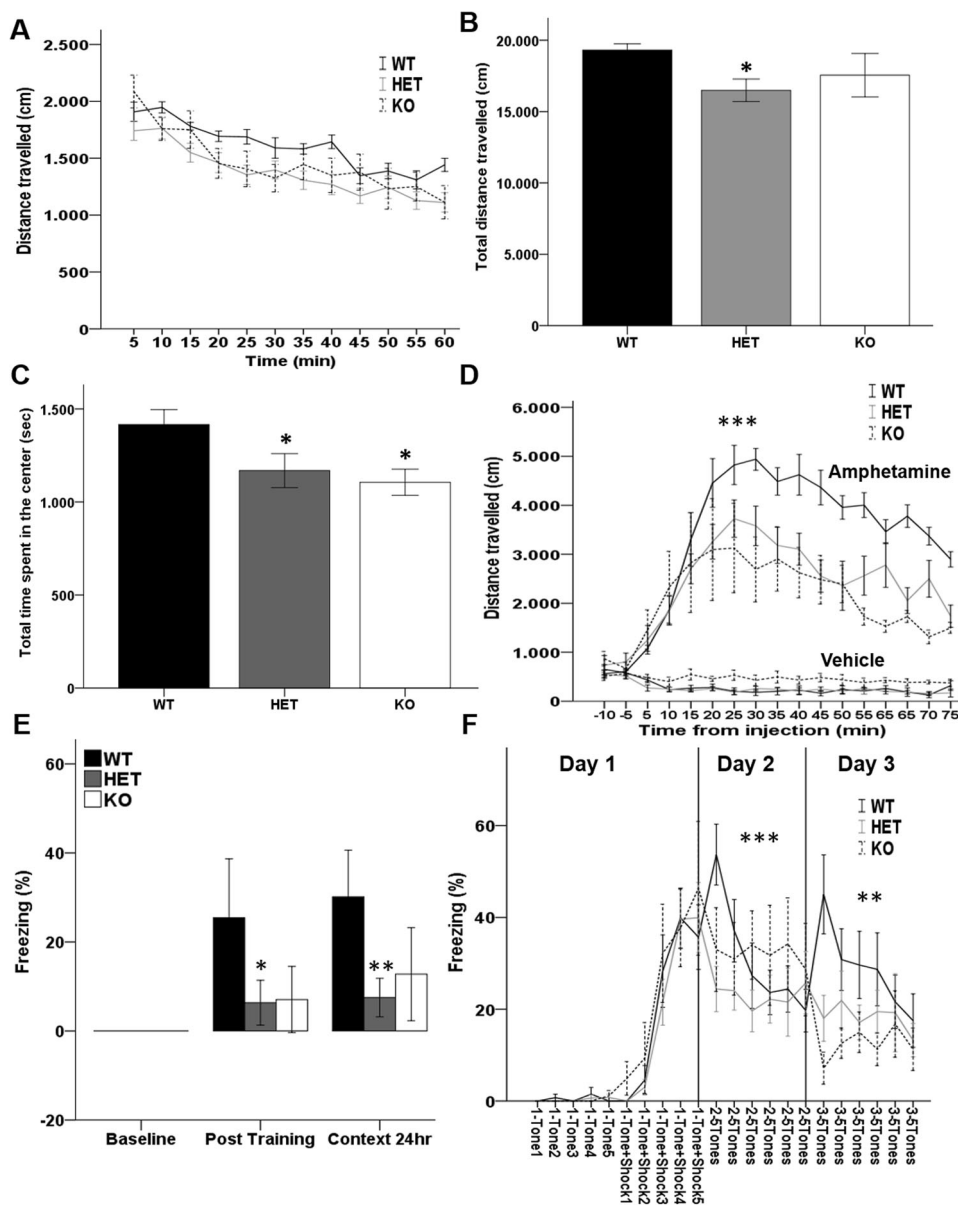 A
Distance travelled (cm)
2.500
2.000
1.500
1.000
500
0
WT
HET
KO
5 10 15 20 25 30 35 40 45 50 55 60
Time (min)
B
Total distance travelled (cm)
20.000
15.000
10.000
5.000
0
*
WT HET KO
C
Total time spent in the center (sec)
1.500
1.000
500
0
* *
WT HET KO
D
Distance travelled (cm)
6.000
5.000
4.000
3.000
2.000
1.000
0
WT
HET
KO
***
Amphetamine
Vehicle
-10 -5 5 10 15 20 25 30 35 40 45 50 55 65 65 70 75
Time from injection (min)
E
Freezing (%)
60
40
20
0
-20
WT
HET
KO
* **
Baseline Post Training Context 24hr
F
Freezing (%)
60
40
20
0
Day 1 Day 2 Day 3
WT
HET
KO
***
**
1-Tone1
1-Tone2
1-Tone3
1-Tone4
1-Tone5
1-Tone+Shock1
1-Tone+Shock2
1-Tone+Shock3
1-Tone+Shock4
1-Tone+Shock5
2-5Tones
2-5Tones
2-5Tones
2-5Tones
2-5Tones
2-5Tones
3-5Tones
3-5Tones
3-5Tones
3-5Tones
3-5Tones
3-5Tones